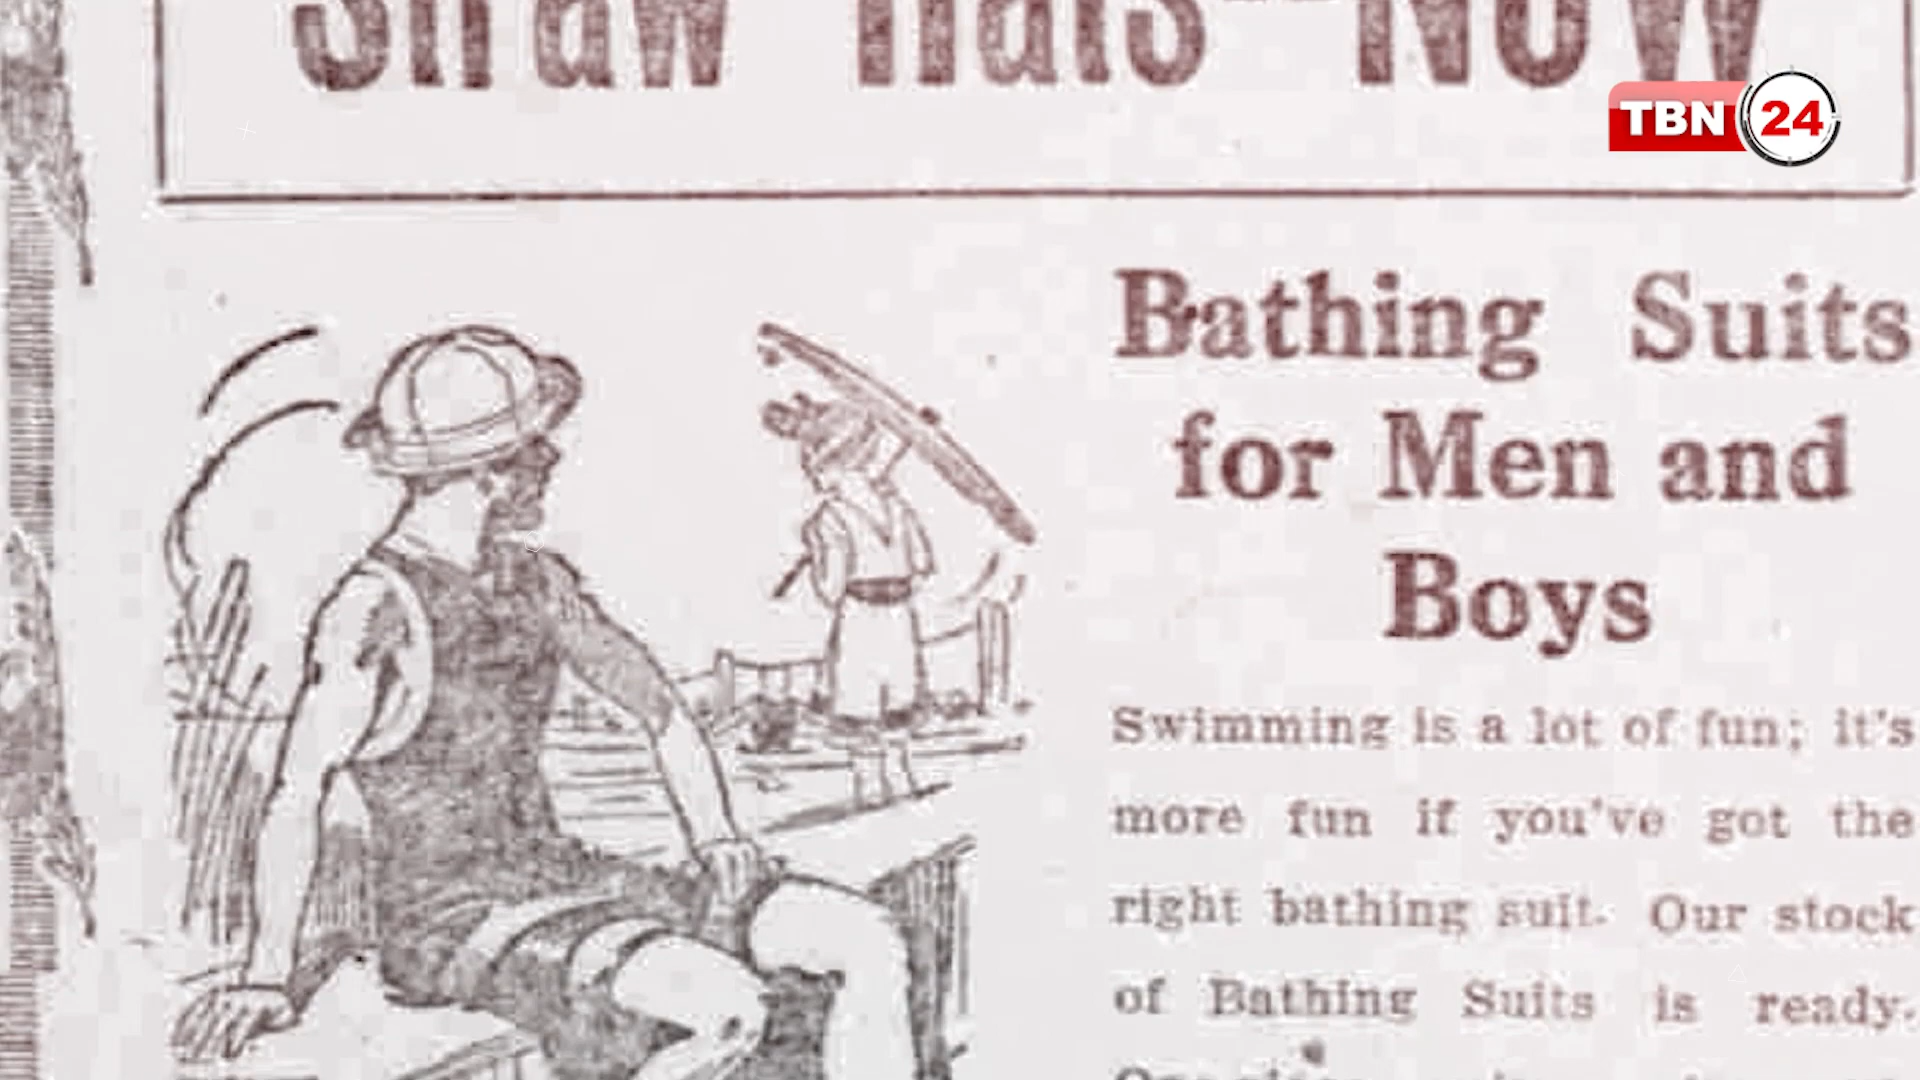 Straw Hats—Now
TBN 24
Bathing Suits
for Men and
Boys
Swimming is a lot of fun; it's
more fun if you've got the
right bathing suit. Our stock
of Bathing Suits is ready.